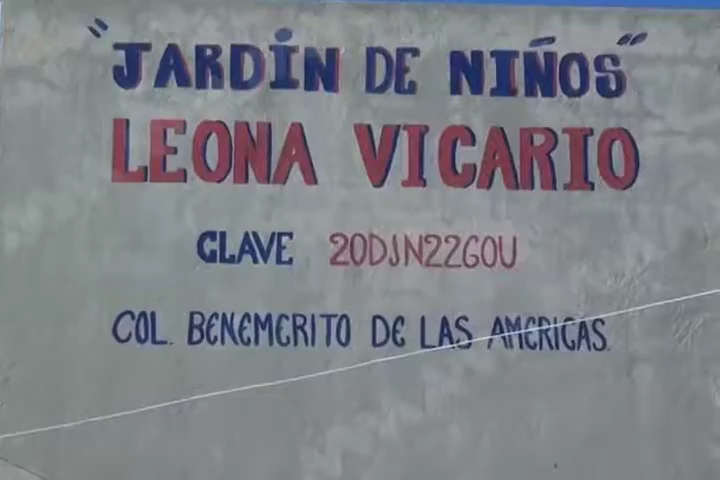 "JARDÍN DE NIÑOS"
LEONA VICARIO
CLAVE 20DJN2260U
COL. BENEMERITO DE LAS AMERICAS.